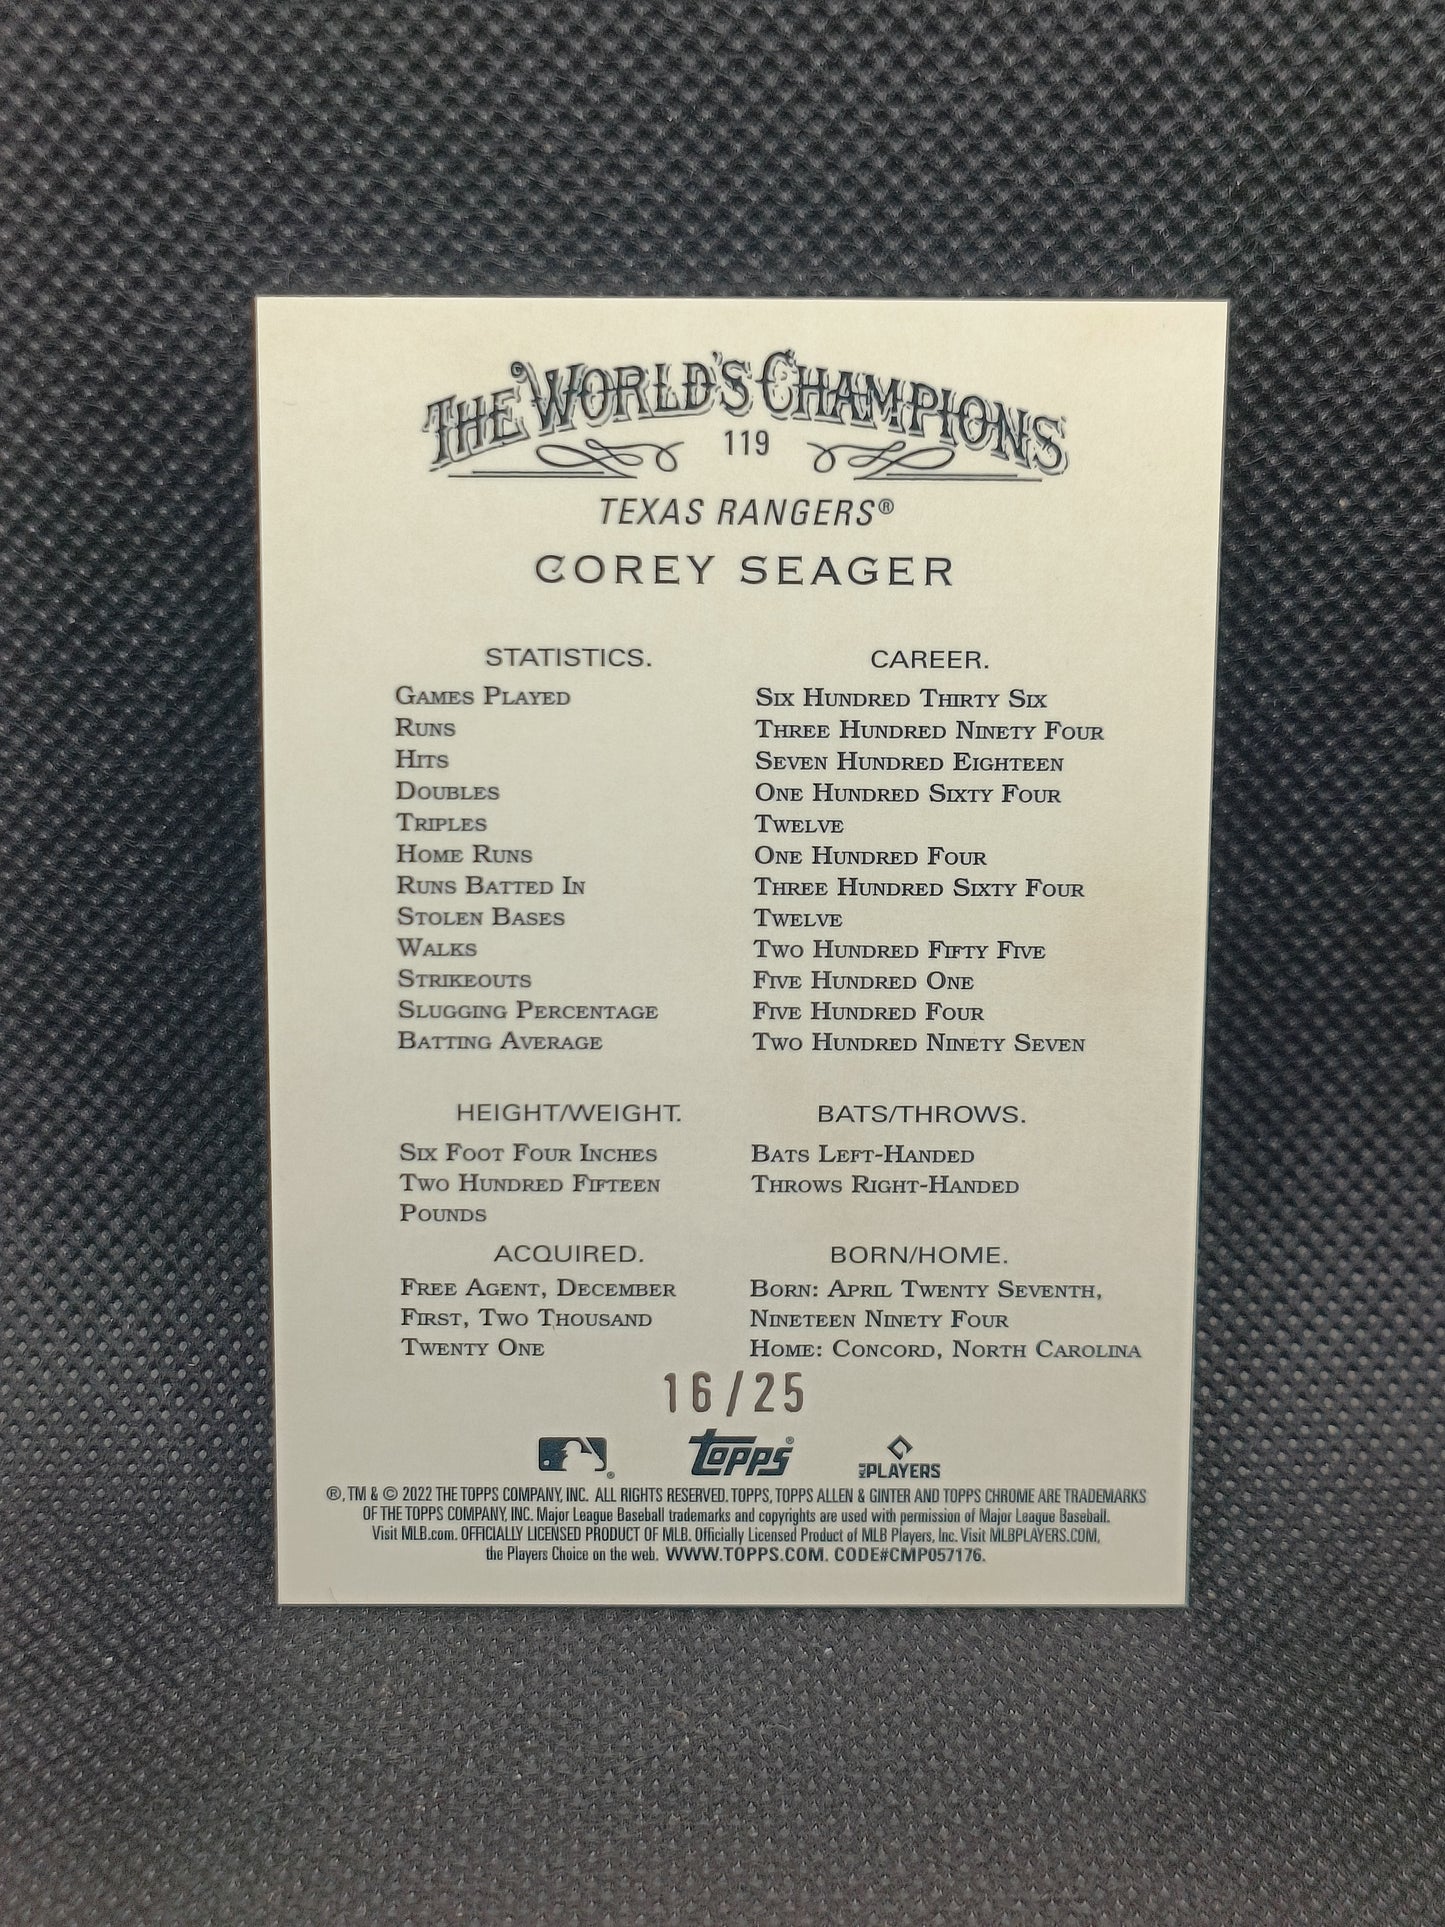 THE WORLD'S CHAMPIONS
119
TEXAS RANGERS®
COREY SEAGER
STATISTICS. CAREER.
GAMES PLAYED SIX HUNDRED THIRTY SIX
RUNS THREE HUNDRED NINETY FOUR
HITS SEVEN HUNDRED EIGHTEEN
DOUBLES ONE HUNDRED SIXTY FOUR
TRIPLES TWELVE
HOME RUNS ONE HUNDRED FOUR
RUNS BATTED IN THREE HUNDRED SIXTY FOUR
STOLEN BASES TWELVE
WALKS TWO HUNDRED FIFTY FIVE
STRIKEOUTS FIVE HUNDRED ONE
SLUGGING PERCENTAGE FIVE HUNDRED FOUR
BATTING AVERAGE TWO HUNDRED NINETY SEVEN
HEIGHT/WEIGHT.
SIX FOOT FOUR INCHES
TWO HUNDRED FIFTEEN
POUNDS
BATS/THROWS.
BATS LEFT-HANDED
THROWS RIGHT-HANDED
ACQUIRED.
FREE AGENT, DECEMBER
FIRST, TWO THOUSAND
TWENTY ONE
BORN/HOME.
BORN: APRIL TWENTY SEVENTH,
NINETEEN NINETY FOUR
HOME: CONCORD, NORTH CAROLINA
16/25
® topps® MLB PLAYERS
®, TM & © 2022 THE TOPPS COMPANY, INC. ALL RIGHTS RESERVED. TOPPS, TOPPS ALLEN & GINTER AND TOPPS CHROME ARE TRADEMARKS
OF THE TOPPS COMPANY, INC. Major League Baseball trademarks and copyrights are used with permission of Major League Baseball.
Visit MLB.com. OFFICIALLY LICENSED PRODUCT OF MLB. Officially Licensed Product of MLB Players, Inc. Visit MLBPLAYERS.COM,
the Players Choice on the web. WWW.TOPPS.COM. CODE#CMP057176.